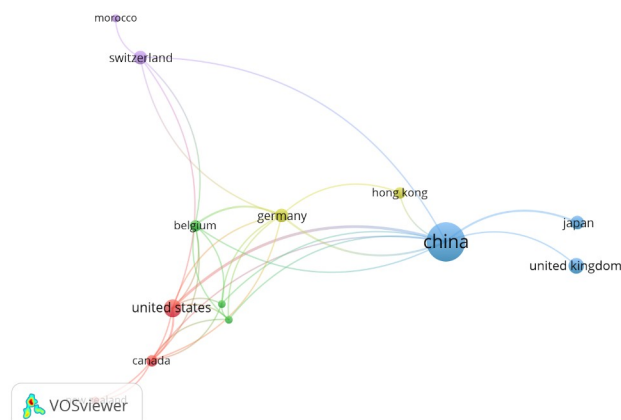 morocco
switzerland
hong kong
germany
belgium
japan
china
united kingdom
united states
canada
VOSviewer